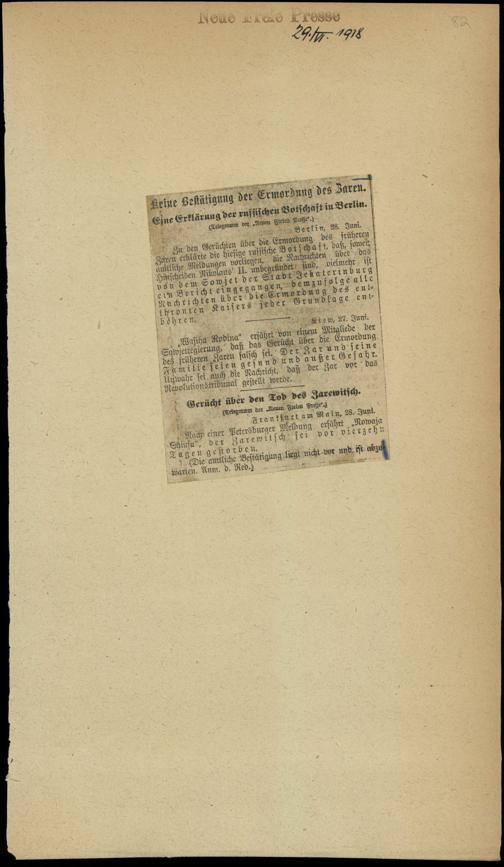 Neue Freie Presse
82
29./VI. 1918
Keine Bestätigung der Ermordung des Zaren.
Eine Erklärung der russischen Botschaft in Berlin.
(Telegramm der „Neuen Freien Presse“.)
Berlin, 28. Juni.
Zu den Gerüchten über die Ermordung des früheren
Zaren erklärte die hiesige russische Botschaft, daß, soweit
amtliche Meldungen vorliegen, die Nachrichten über das
Hinscheiden Nikolaus' II. unbegründet sind, vielmehr ist
von dem Sowjet der Stadt Jekaterinburg
ein Bericht eingegangen, demzufolge alle
Nachrichten über die Ermordung des ent-
thronten Kaisers jeder Grundlage ent-
böhren.
Kiew, 27. Juni.
„Wasiha Rodina“ erfährt von einem Mitgliede der
Sowjetregierung, daß das Gerücht über die Ermordung
des früheren Zaren falsch sei. Der Zar und seine
Familie seien gesund und außer Gefahr.
Unwahr sei auch die Nachricht, daß der Zar vor das
Revolutionstribunal gestellt werde.
Gerücht über den Tod des Zarewitsch.
(Telegramm der „Neuen Freien Presse“.)
Frankfurt am Main, 28. Juni.
Nach einer Petersburger Meldung erfährt „Nowaja
, der Zarewitsch sei vor vierzehn
Tagen gestorben.
(Die amtliche Bestätigung liegt nicht vor und ist abzu-
warten. Anm. d. Red.)